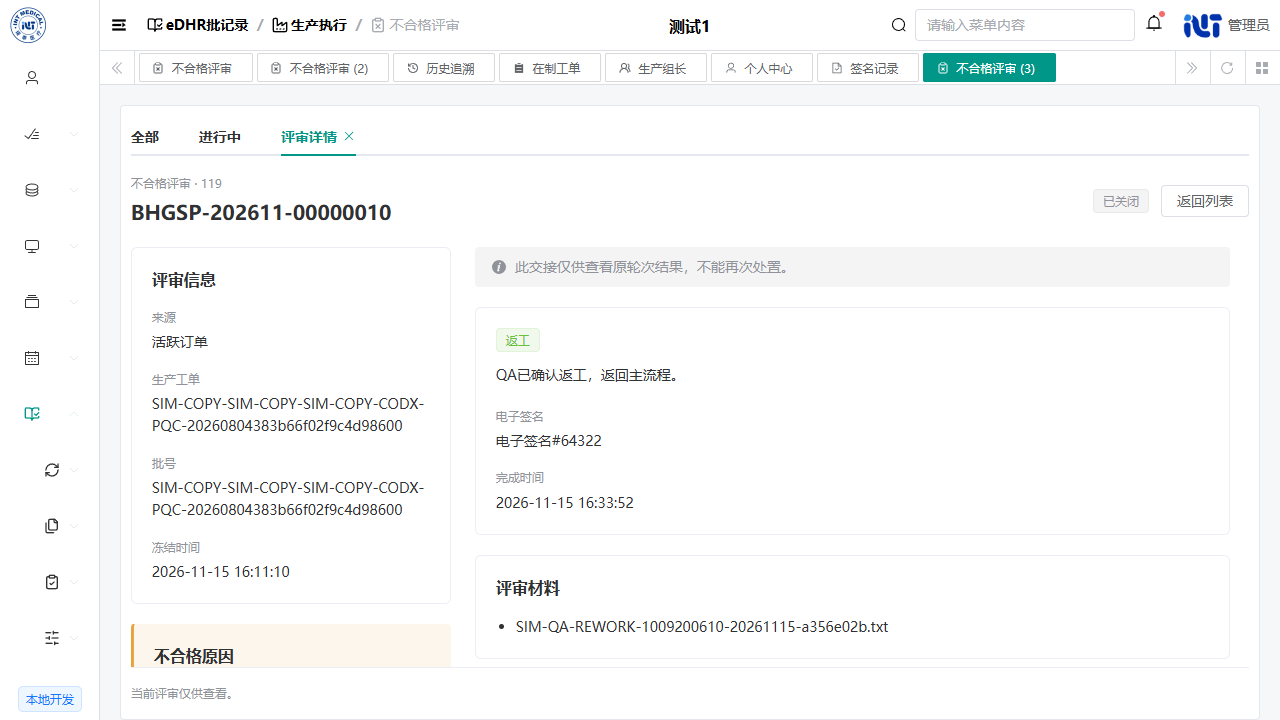 eDHR批记录 / 生产执行 / 不合格评审
测试1
请输入菜单内容
管理员
不合格评审
不合格评审 (2)
历史追溯
在制工单
生产组长
个人中心
签名记录
不合格评审 (3)
全部
进行中
评审详情
不合格评审 · 119
BHGSP-202611-00000010
已关闭
返回列表
评审信息
来源
活跃订单
生产工单
SIM-COPY-SIM-COPY-SIM-COPY-CODX-
PQC-20260804383b66f02f9c4d98600
批号
SIM-COPY-SIM-COPY-SIM-COPY-CODX-
PQC-20260804383b66f02f9c4d98600
冻结时间
2026-11-15 16:11:10
不合格原因
此交接仅供查看原轮次结果，不能再次处置。
返工
QA已确认返工，返回主流程。
电子签名
电子签名#64322
完成时间
2026-11-15 16:33:52
评审材料
SIM-QA-REWORK-1009200610-20261115-a356e02b.txt
当前评审仅供查看。
本地开发